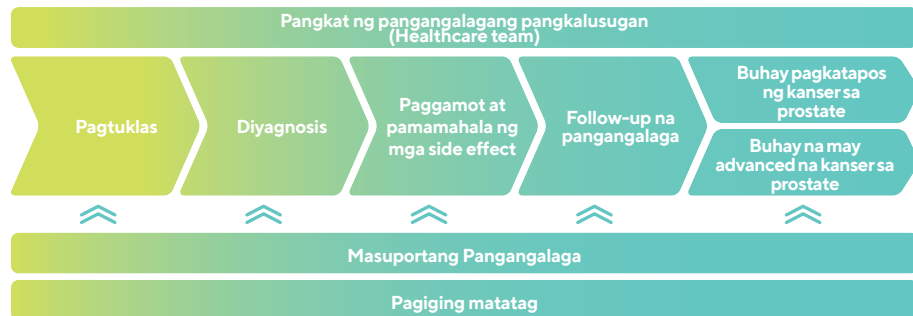 Pangkat ng pangangalagang pangkalusugan
(Healthcare team)
Pagtuklas
Diyagnosis
Paggamot at
pamamahala ng
mga side effect
Follow-up na
pangangalaga
Buhay pagkatapos
ng kanser sa
prostate
Buhay na may
advanced na kanser sa
prostate
Masuportang Pangangalaga
Pagiging matatag